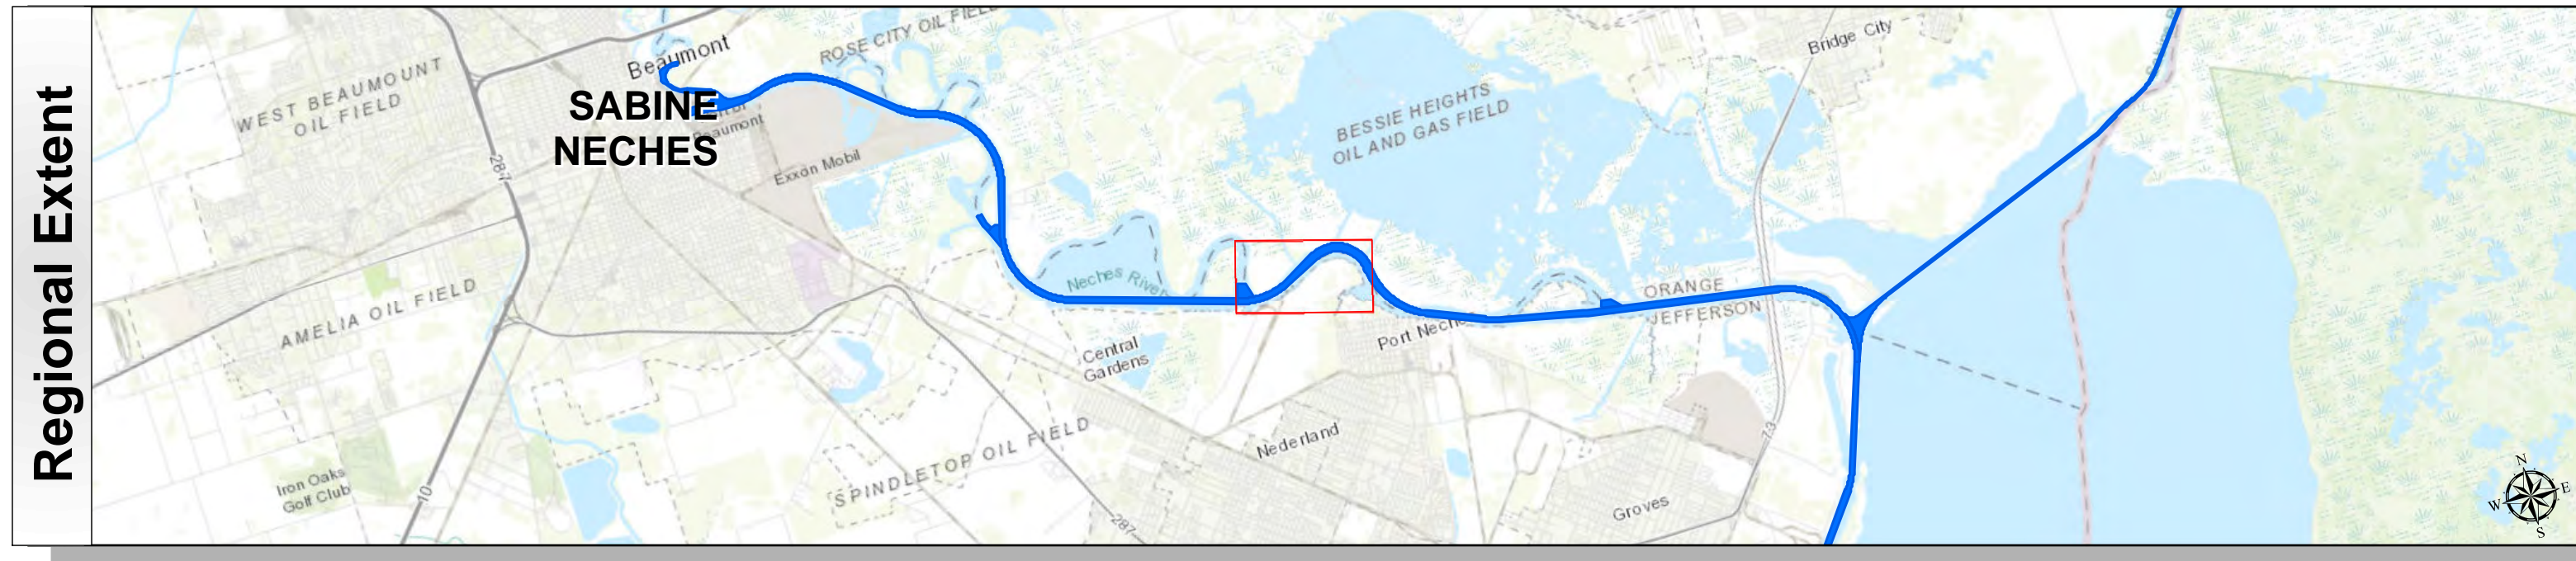 Regional Extent
WEST BEAUMOUNT
OIL FIELD
Beaumont
ROSE CITY OIL FIELD
SABINE
NECHES
Beaumont
Exxon Mobil
287
BESSIE HEIGHTS
OIL AND GAS FIELD
Bridge City
Neches River
AMELIA OIL FIELD
ORANGE
JEFFERSON
Port Neches
Central
Gardens
Iron Oaks
Golf Club
10
SPINDLETOP OIL FIELD
287
Nederland
73
Groves
N
W
E
S